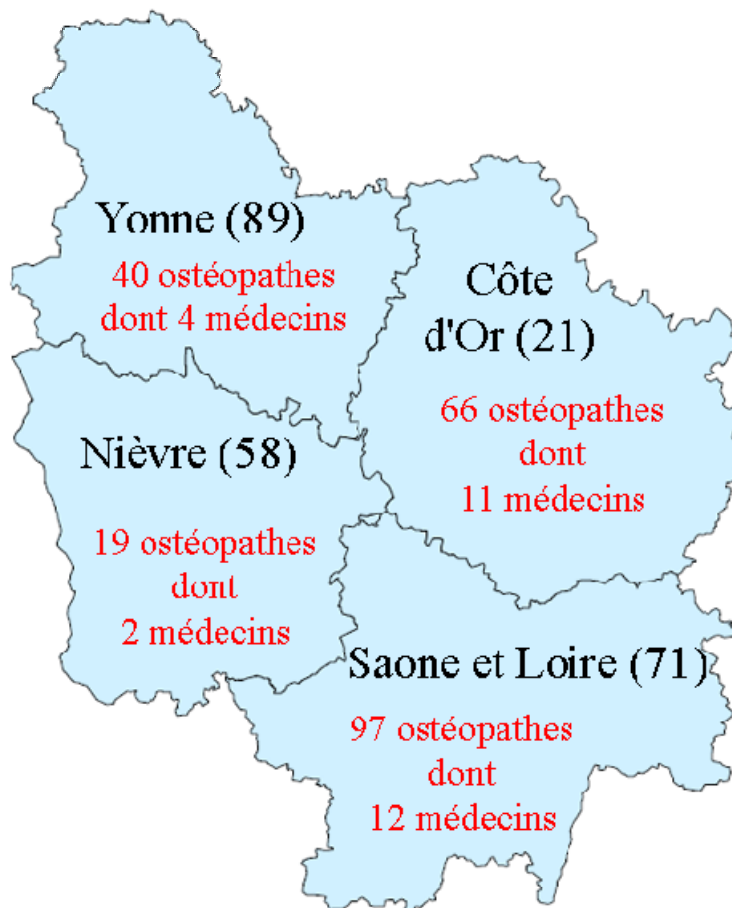 Yonne (89)
40 ostéopathes
dont 4 médecins
Côte
d'Or (21)
66 ostéopathes
dont
11 médecins
Nièvre (58)
19 ostéopathes
dont
2 médecins
Saone et Loire (71)
97 ostéopathes
dont
12 médecins